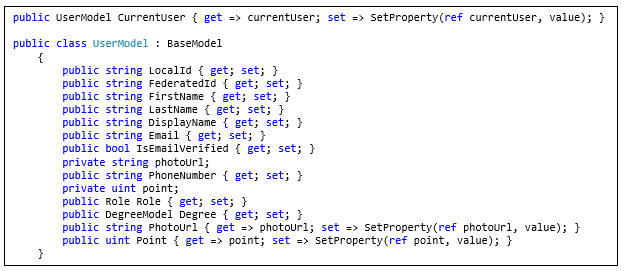 public UserModel CurrentUser { get => currentUser; set => SetProperty(ref currentUser, value); }
public class UserModel : BaseModel
{
public string LocalId { get; set; }
public string FederatedId { get; set; }
public string FirstName { get; set; }
public string LastName { get; set; }
public string DisplayName { get; set; }
public string Email { get; set; }
public bool IsEmailVerified { get; set; }
private string photoUrl;
public string PhoneNumber { get; set; }
private uint point;
public Role Role { get; set; }
public DegreeModel Degree { get; set; }
public string PhotoUrl { get => photoUrl; set => SetProperty(ref photoUrl, value); }
public uint Point { get => point; set => SetProperty(ref point, value); }
}